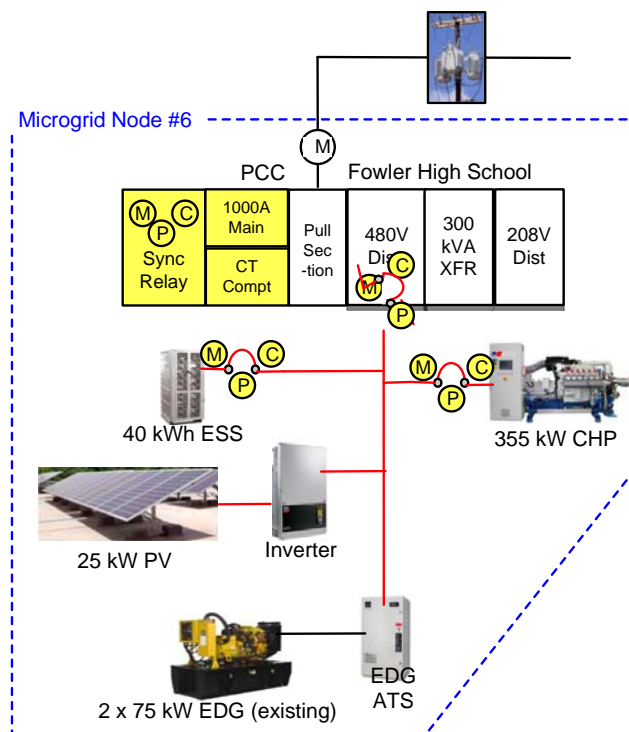 Microgrid Node #6
M
PCC
Fowler High School
M
C
P
Sync
Relay
1000A
Main
CT
Compt
Pull
Sec
-tion
480V
Dis
C
M
P
300
kVA
XFR
208V
Dist
M
C
P
40 kWh ESS
M
C
P
355 kW CHP
25 kW PV
Inverter
2 x 75 kW EDG (existing)
EDG
ATS